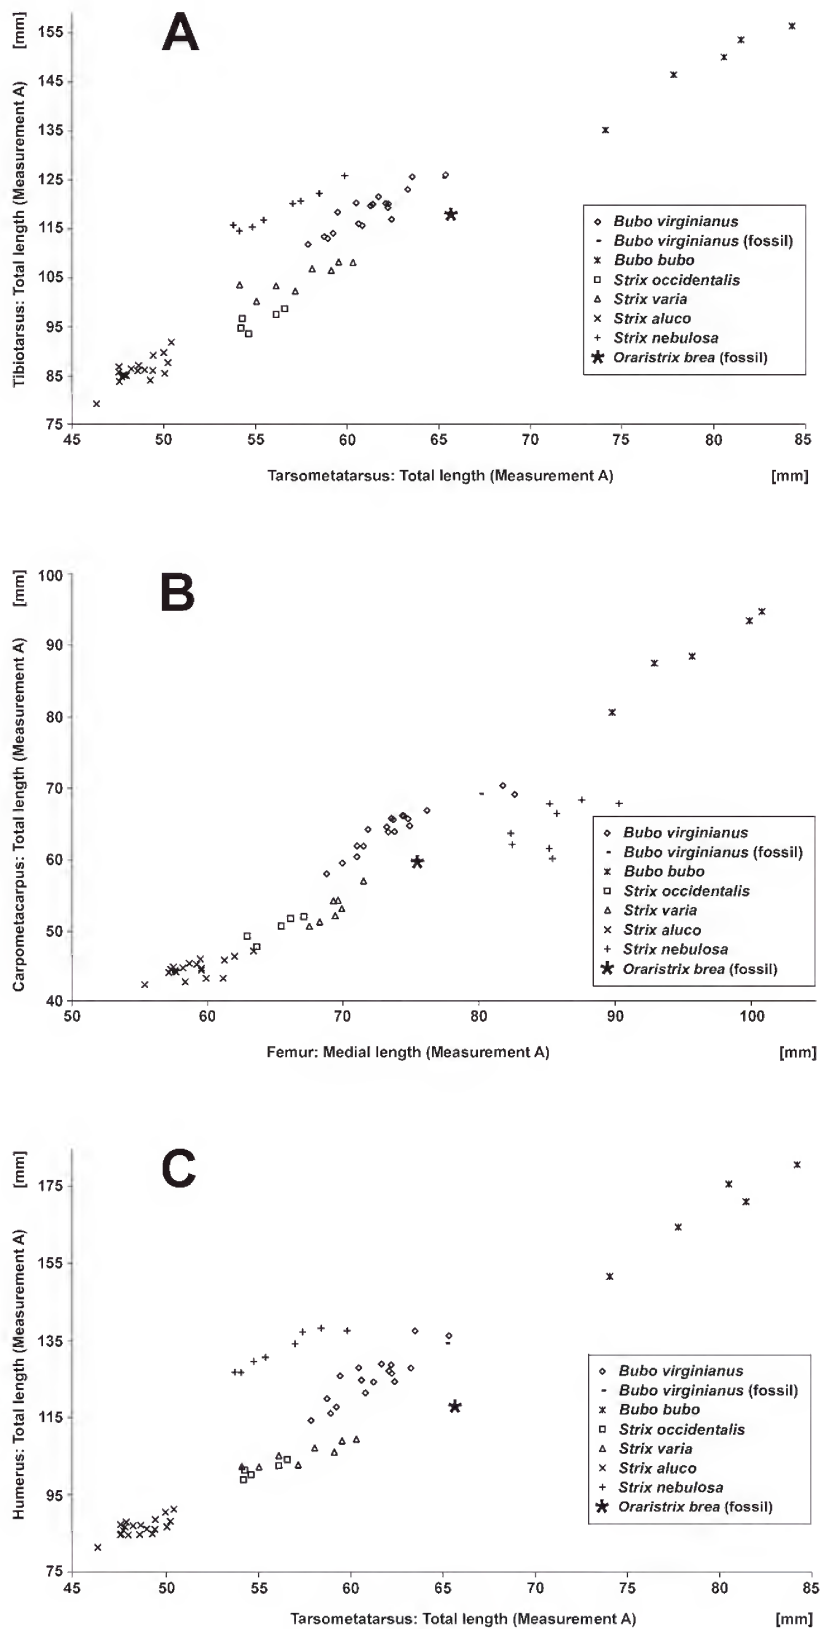 A
[mm]
Tibiotarsus: Total length (Measurement A)
155
145
135
125
115
105
95
85
75
45 50 55 60 65 70 75 80 85
Tarsometatarsus: Total length (Measurement A) [mm]
Bubo virginianus
Bubo virginianus (fossil)
Bubo bubo
Strix occidentalis
Strix varia
Strix aluco
Strix nebulosa
Oraristrix brea (fossil)
B
[mm]
Carpometacarpus: Total length (Measurement A)
100
90
80
70
60
50
40
50 60 70 80 90 100
Femur: Medial length (Measurement A) [mm]
Bubo virginianus
Bubo virginianus (fossil)
Bubo bubo
Strix occidentalis
Strix varia
Strix aluco
Strix nebulosa
Oraristrix brea (fossil)
C
[mm]
Humerus: Total length (Measurement A)
175
155
135
115
95
75
45 50 55 60 65 70 75 80 85
Tarsometatarsus: Total length (Measurement A) [mm]
Bubo virginianus
Bubo virginianus (fossil)
Bubo bubo
Strix occidentalis
Strix varia
Strix aluco
Strix nebulosa
Oraristrix brea (fossil)